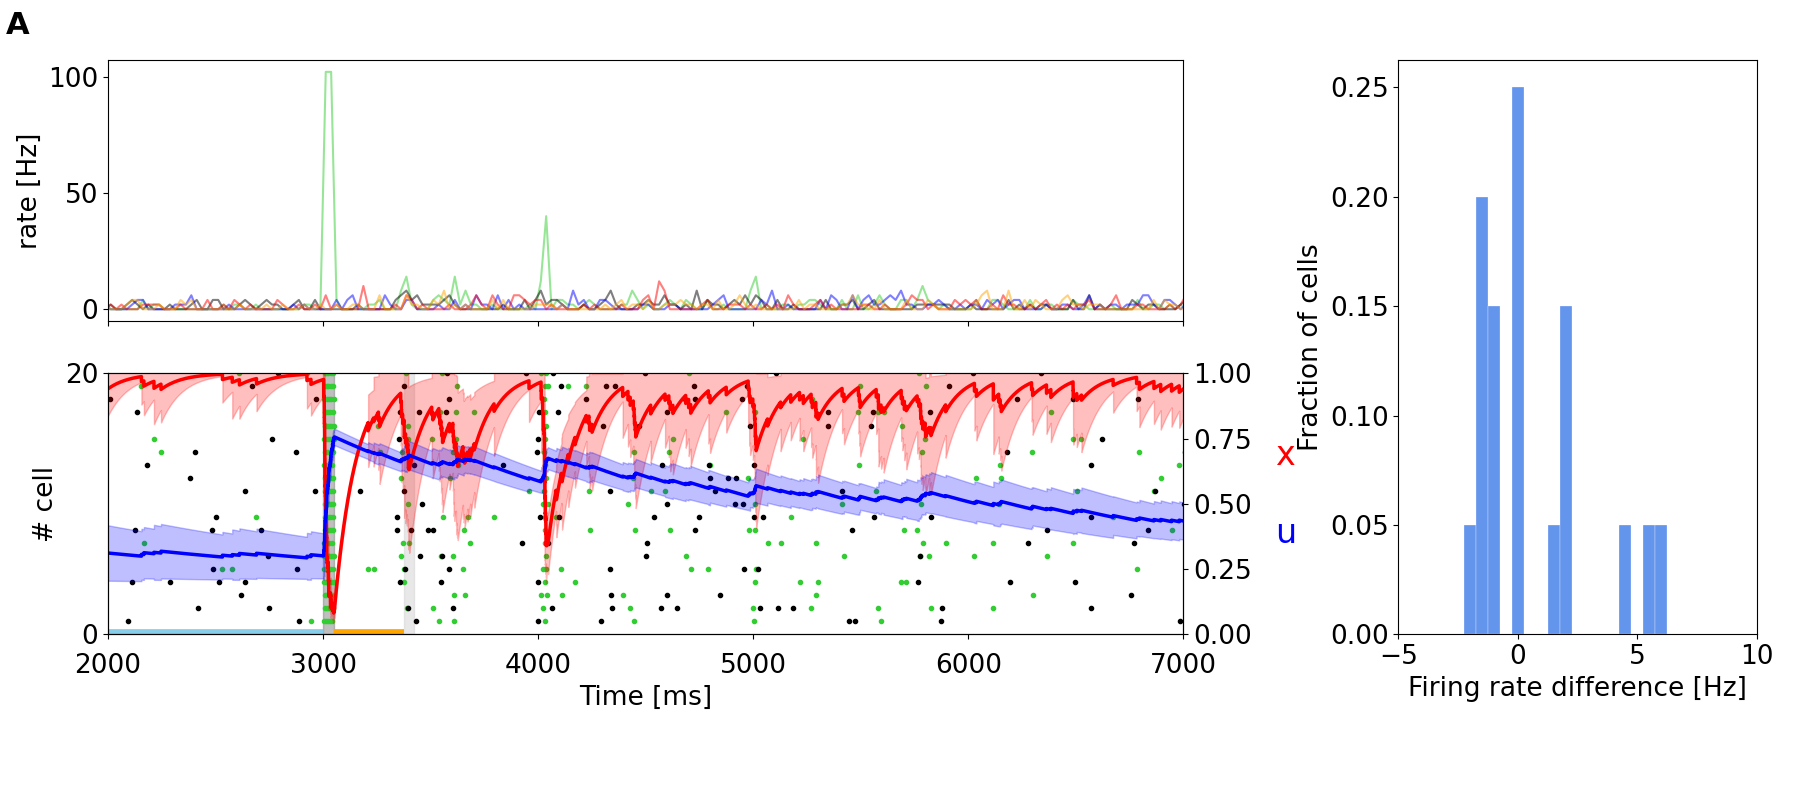 A
100
50
0
rate [Hz]
20
0
# cell
1.00
0.75
0.50
0.25
0.00
x
u
2000 3000 4000 5000 6000 7000
Time [ms]
0.25
0.20
0.15
0.10
0.05
0.00
Fraction of cells
−5 0 5 10
Firing rate difference [Hz]